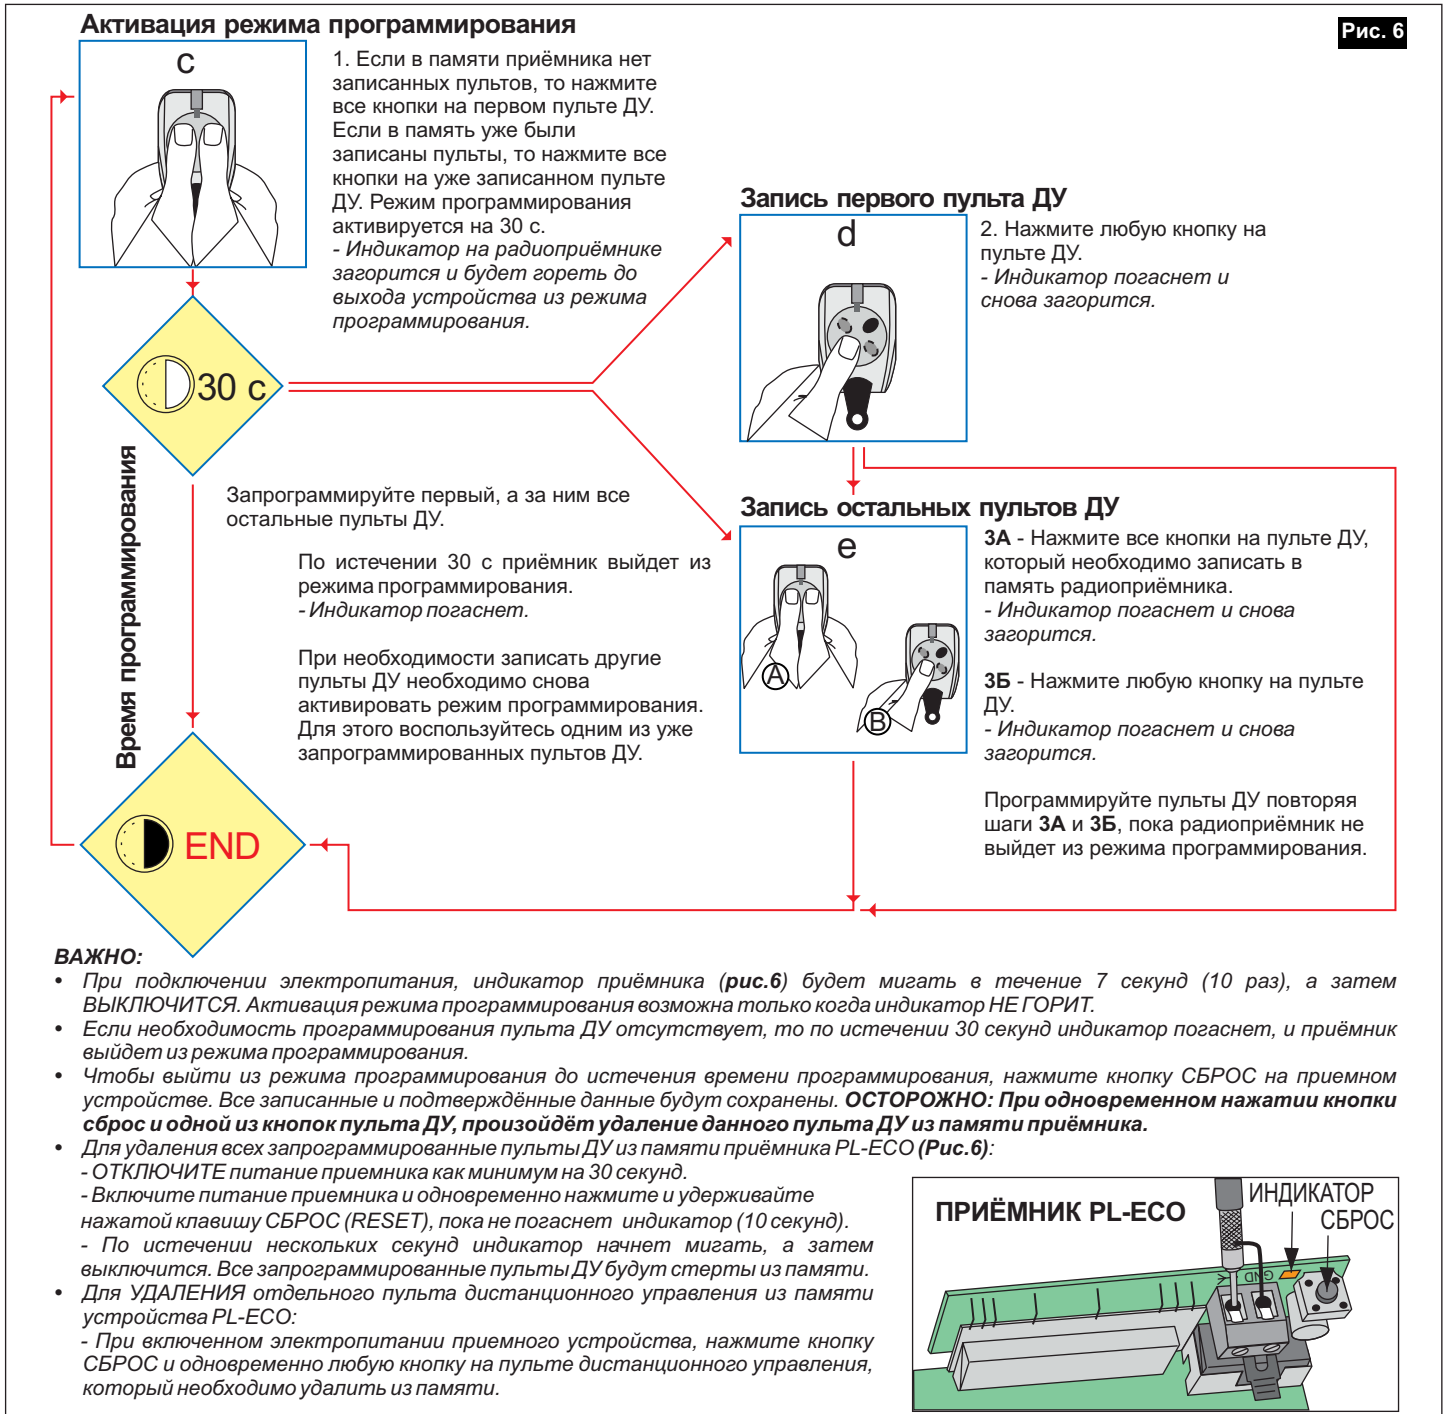 Активация режима программирования
Рис. 6
c
1. Если в памяти приёмника нет
записанных пультов, то нажмите
все кнопки на первом пульте ДУ.
Если в память уже были
записаны пульты, то нажмите все
кнопки на уже записанном пульте
ДУ. Режим программирования
активируется на 30 с.
- Индикатор на радиоприёмнике
загорится и будет гореть до
выхода устройства из режима
программирования.
30 с
Запись первого пульта ДУ
d
2. Нажмите любую кнопку на
пульте ДУ.
- Индикатор погаснет и
снова загорится.
Время программирования
Запрограммируйте первый, а за ним все
остальные пульты ДУ.
По истечении 30 с приёмник выйдет из
режима программирования.
- Индикатор погаснет.
При необходимости записать другие
пульты ДУ необходимо снова
активировать режим программирования.
Для этого воспользуйтесь одним из уже
запрограммированных пультов ДУ.
Запись остальных пультов ДУ
e
A
B
3А - Нажмите все кнопки на пульте ДУ,
который необходимо записать в
память радиоприёмника.
- Индикатор погаснет и снова
загорится.
3Б - Нажмите любую кнопку на пульте
ДУ.
- Индикатор погаснет и снова
загорится.
Программируйте пульты ДУ повторяя
шаги 3А и 3Б, пока радиоприёмник не
выйдет из режима программирования.
END
ВАЖНО:
• При подключении электропитания, индикатор приёмника (рис.6) будет мигать в течение 7 секунд (10 раз), а затем
ВЫКЛЮЧИТСЯ. Активация режима программирования возможна только когда индикатор НЕ ГОРИТ.
• Если необходимость программирования пульта ДУ отсутствует, то по истечении 30 секунд индикатор погаснет, и приёмник
выйдет из режима программирования.
• Чтобы выйти из режима программирования до истечения времени программирования, нажмите кнопку СБРОС на приемном
устройстве. Все записанные и подтверждённые данные будут сохранены. ОСТОРОЖНО: При одновременном нажатии кнопки
сброс и одной из кнопок пульта ДУ, произойдёт удаление данного пульта ДУ из памяти приёмника.
• Для удаления всех запрограммированные пульты ДУ из памяти приёмника PL-ECO (Рис.6):
- ОТКЛЮЧИТЕ питание приемника как минимум на 30 секунд.
- Включите питание приемника и одновременно нажмите и удерживайте
нажатой клавишу СБРОС (RESET), пока не погаснет индикатор (10 секунд).
- По истечении нескольких секунд индикатор начнет мигать, а затем
выключится. Все запрограммированные пульты ДУ будут стерты из памяти.
• Для УДАЛЕНИЯ отдельного пульта дистанционного управления из памяти
устройства PL-ECO:
- При включенном электропитании приемного устройства, нажмите кнопку
СБРОС и одновременно любую кнопку на пульте дистанционного управления,
который необходимо удалить из памяти.
ПРИЁМНИК PL-ECO
ИНДИКАТОР
СБРОС
GND